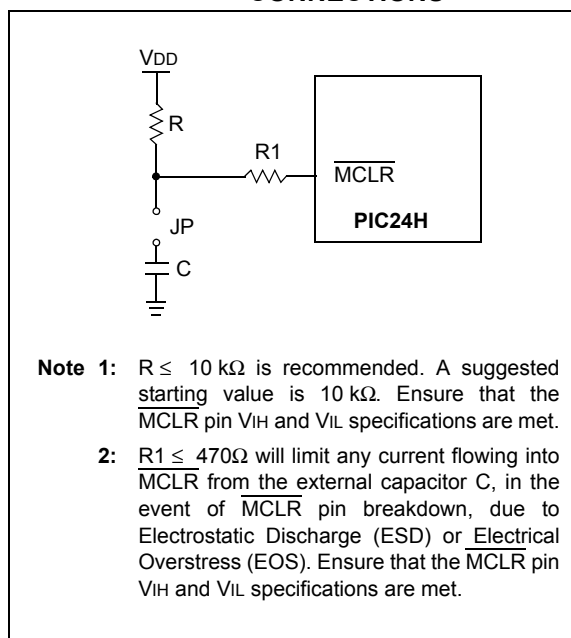 VDD
R
R1
MCLR
JP
PIC24H
C
Note 1: R ≤ 10 kΩ is recommended. A suggested
starting value is 10 kΩ. Ensure that the
MCLR pin VIH and VIL specifications are met.
2: R1 ≤ 470Ω will limit any current flowing into
MCLR from the external capacitor C, in the
event of MCLR pin breakdown, due to
Electrostatic Discharge (ESD) or Electrical
Overstress (EOS). Ensure that the MCLR pin
VIH and VIL specifications are met.